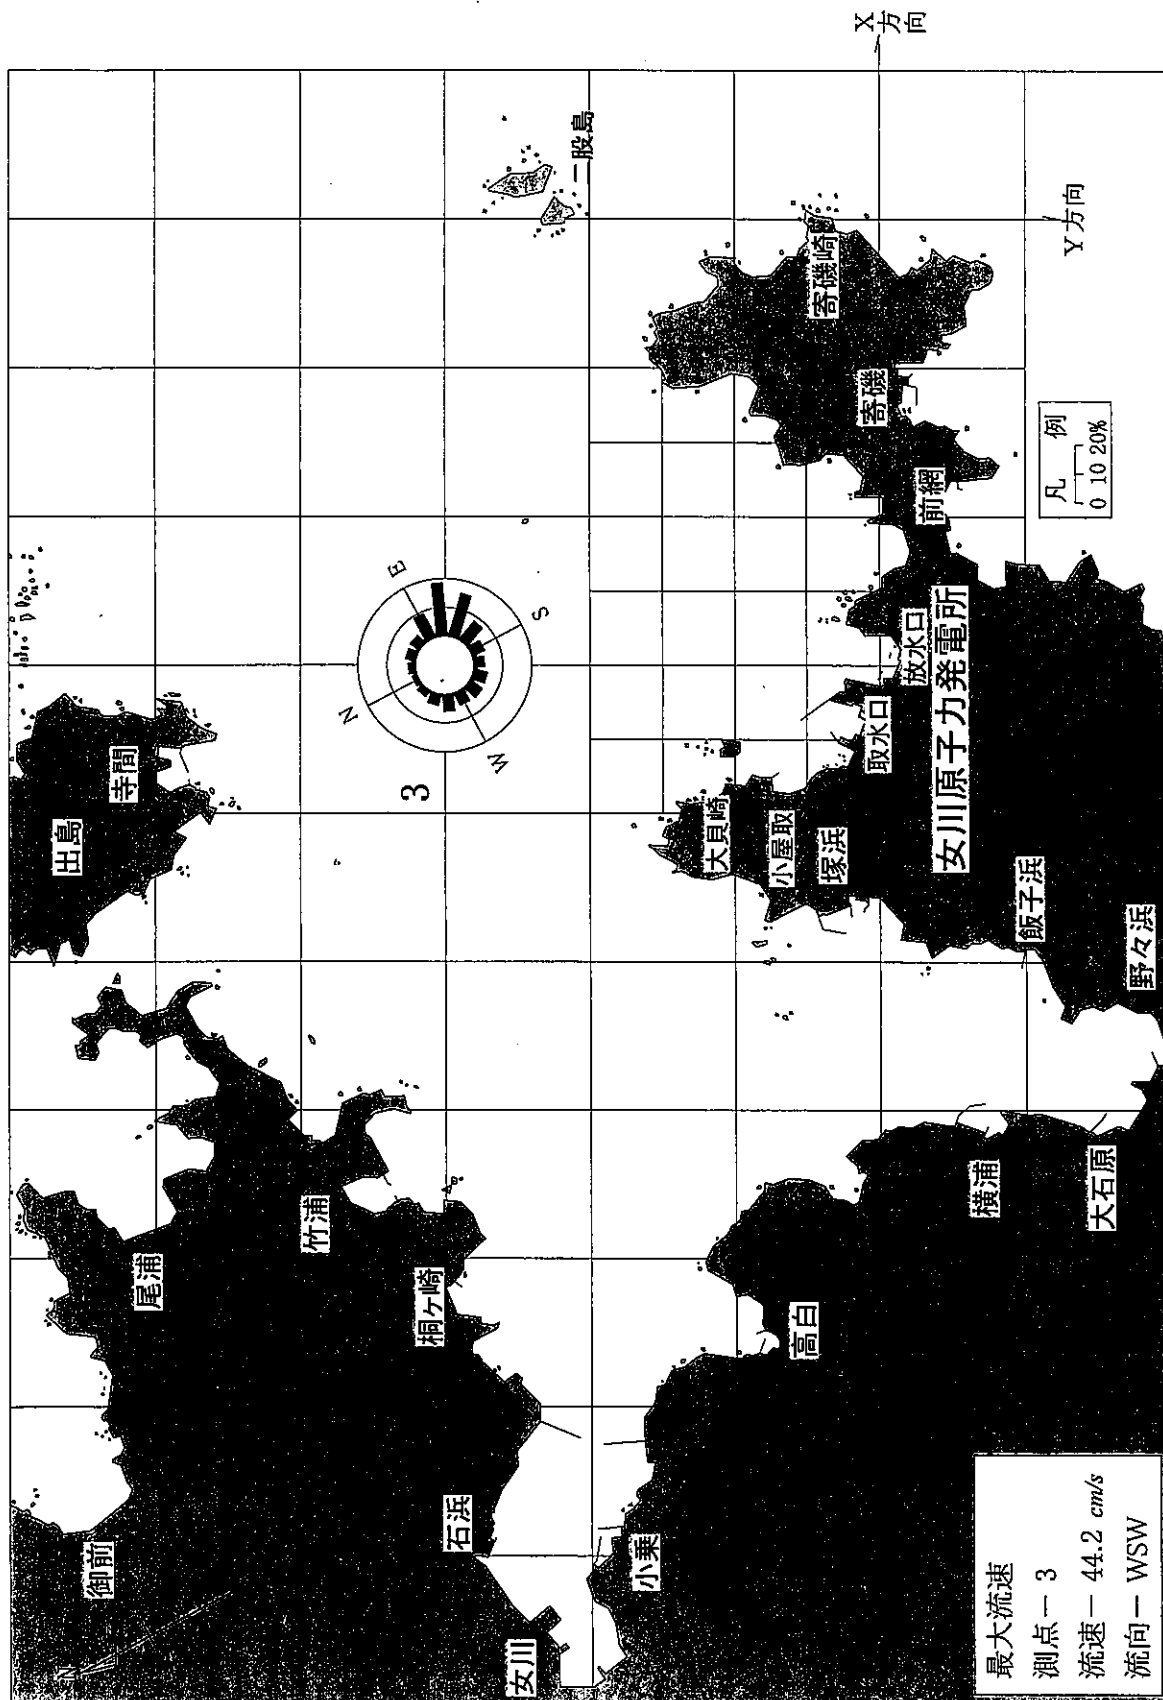 X方向
Y方向
二股島
寄磯崎
寄磯
前網
凡例
0 10 20%
E
S
N
W
3
出島
寺間
放水口
取水口
女川原子力発電所
大貝崎
小屋取
塚浜
飯子浜
野々浜
尾浦
竹浦
桐ヶ崎
横浦
大石原
高白
御前
石浜
小乗
女川
N
最大流速
測点ー 3
流速ー 44.2 cm/s
流向ー WSW